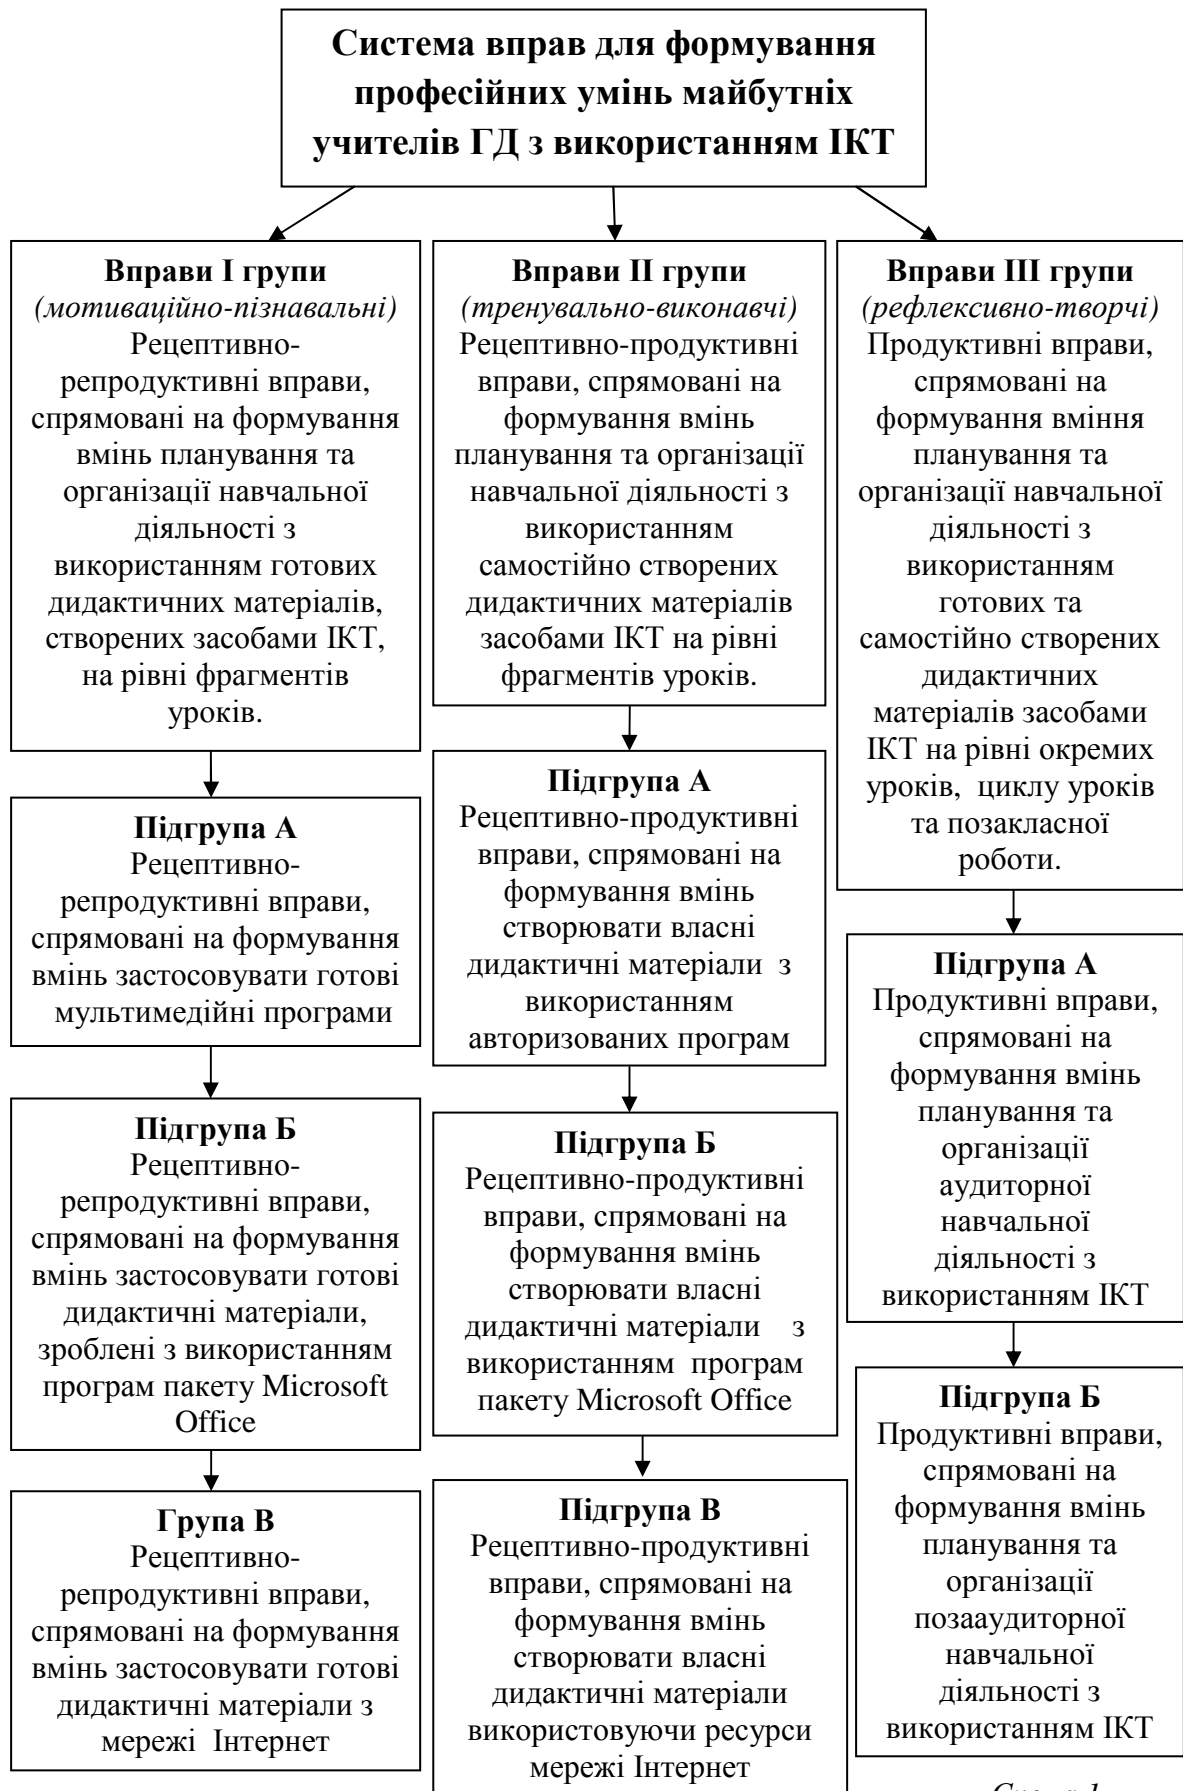 Система вправ для формування
професійних умінь майбутніх
учителів ГД з використанням ІКТ
Вправи І групи
(мотиваційно-пізнавальні)
Рецептивно-
репродуктивні вправи,
спрямовані на формування
вмінь планування та
організації навчальної
діяльності з
використанням готових
дидактичних матеріалів,
створених засобами ІКТ,
на рівні фрагментів
уроків.
Підгрупа А
Рецептивно-
репродуктивні вправи,
спрямовані на формування
вмінь застосовувати готові
мультимедійні програми
Підгрупа Б
Рецептивно-
репродуктивні вправи,
спрямовані на формування
вмінь застосовувати готові
дидактичні матеріали,
зроблені з використанням
програм пакету Microsoft
Office
Група В
Рецептивно-
репродуктивні вправи,
спрямовані на формування
вмінь застосовувати готові
дидактичні матеріали з
мережі Інтернет
Вправи ІІ групи
(тренувально-виконавчі)
Рецептивно-продуктивні
вправи, спрямовані на
формування вмінь
планування та організації
навчальної діяльності з
використанням
самостійно створених
дидактичних матеріалів
засобами ІКТ на рівні
фрагментів уроків.
Підгрупа А
Рецептивно-продуктивні
вправи, спрямовані на
формування вмінь
створювати власні
дидактичні матеріали з
використанням
авторизованих програм
Підгрупа Б
Рецептивно-продуктивні
вправи, спрямовані на
формування вмінь
створювати власні
дидактичні матеріали з
використанням програм
пакету Microsoft Office
Підгрупа В
Рецептивно-продуктивні
вправи, спрямовані на
формування вмінь
створювати власні
дидактичні матеріали
використовуючи ресурси
мережі Інтернет
Вправи ІІІ групи
(рефлексивно-творчі)
Продуктивні вправи,
спрямовані на
формування вміння
планування та
організації навчальної
діяльності з
використанням
готових та
самостійно створених
дидактичних
матеріалів засобами
ІКТ на рівні окремих
уроків, циклу уроків
та позакласної
роботи.
Підгрупа А
Продуктивні вправи,
спрямовані на
формування вмінь
планування та
організації
аудиторної
навчальної
діяльності з
використанням ІКТ
Підгрупа Б
Продуктивні вправи,
спрямовані на
формування вмінь
планування та
організації
позааудиторної
навчальної
діяльності з
використанням ІКТ